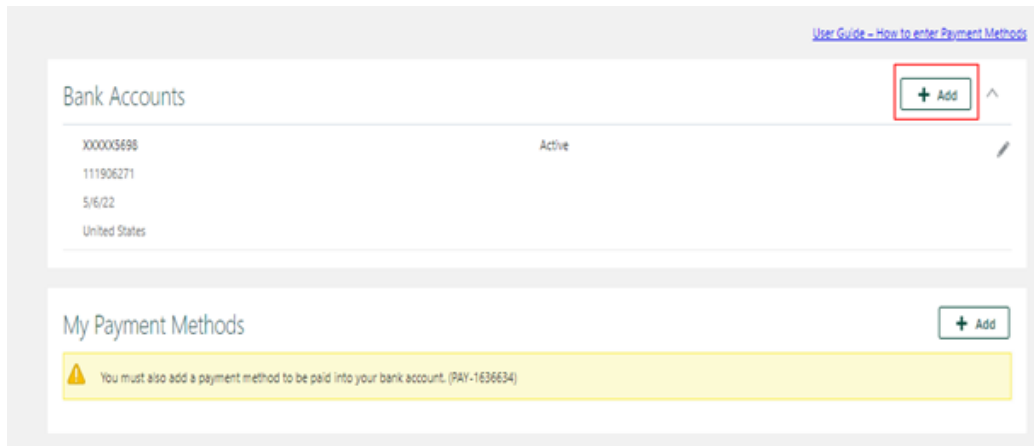 User Guide – How to enter Payment Methods
Bank Accounts
+ Add
XXXXX5698
Active
111906271
5/6/22
United States
My Payment Methods
+ Add
You must also add a payment method to be paid into your bank account. (PAY-1636634)